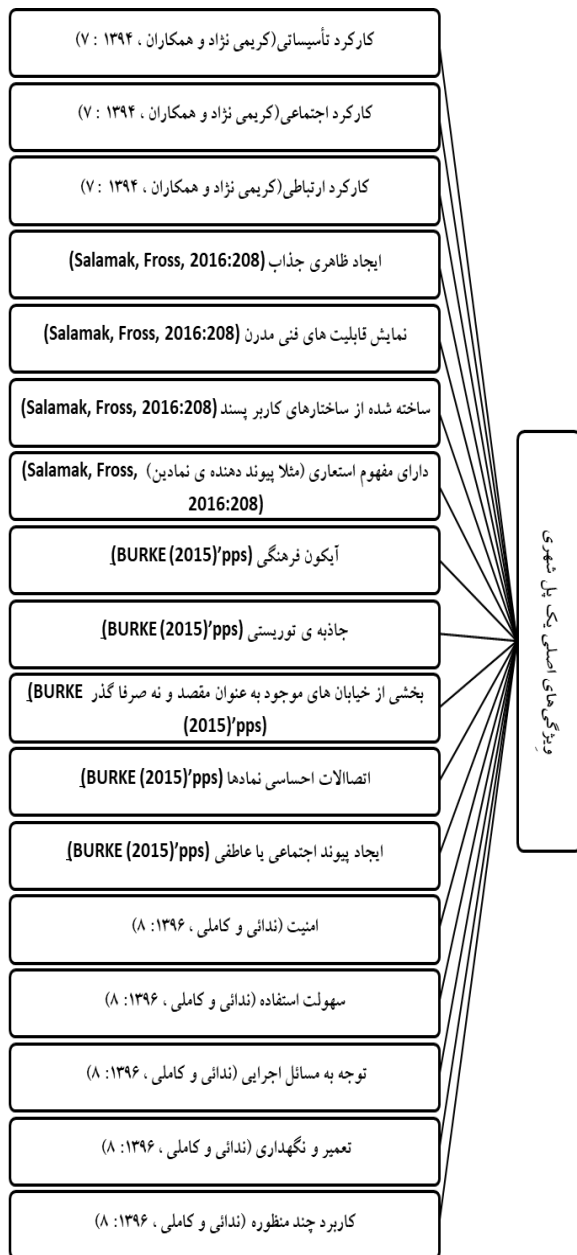 کارکرد تأسیساتی(کریمی نژاد و همکاران ، ۱۳۹۴ : ۷)
کارکرد اجتماعی(کریمی نژاد و همکاران ، ۱۳۹۴ : ۷)
کارکرد ارتباطی(کریمی نژاد و همکاران ، ۱۳۹۴ : ۷)
ایجاد ظاهری جذاب (Salamak, Fross, 2016:208)
نمایش قابلیت های فنی مدرن (Salamak, Fross, 2016:208)
ساخته شده از ساختارهای کاربر پسند (Salamak, Fross, 2016:208)
دارای مفهوم استعاری (مثلا پیوند دهنده ی نمادین) (Salamak, Fross,
2016:208)
آیکون فرهنگی (BURKE (2015)'pps)
جاذبه ی توریستی (BURKE (2015)'pps)
بخشی از خیابان های موجود به عنوان مقصد و نه صرفا گذر (BURKE
(2015)'pps)
اتصاالات احساسی نمادها (BURKE (2015)'pps)
ایجاد پیوند اجتماعی یا عاطفی (BURKE (2015)'pps)
امنیت (ندائی و کاملی ، ۱۳۹۶: ۸)
سهولت استفاده (ندائی و کاملی ، ۱۳۹۶: ۸)
توجه به مسائل اجرایی (ندائی و کاملی ، ۱۳۹۶: ۸)
تعمیر و نگهداری (ندائی و کاملی ، ۱۳۹۶: ۸)
کاربرد چند منظوره (ندائی و کاملی ، ۱۳۹۶: ۸)
ویژگی‌های اصلی یک پل شهری